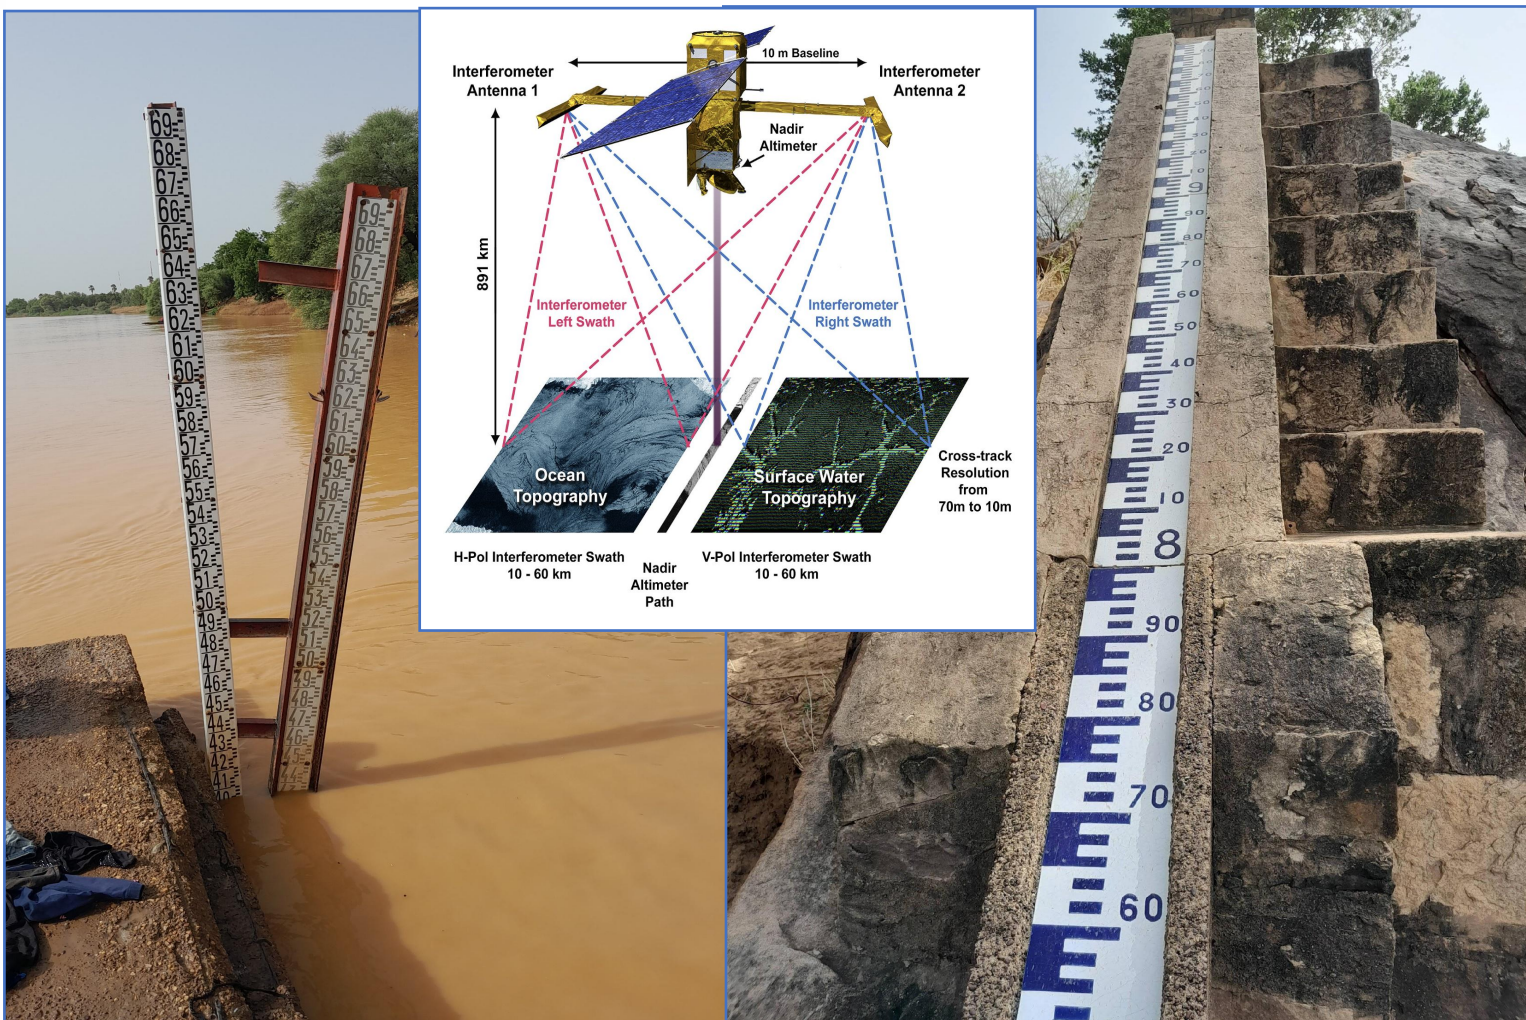 69
68
67
66
65
64
63
62
61
60
59
58
57
56
55
54
53
52
51
50
49
48
47
46
45
44
43
42
41
69
68
67
66
65
64
63
62
61
60
59
58
57
56
55
54
53
52
51
50
49
48
47
46
10 m Baseline
Interferometer
Antenna 1
Interferometer
Antenna 2
Nadir
Altimeter
891 km
Interferometer
Left Swath
Interferometer
Right Swath
Ocean
Topography
Surface Water
Topography
Cross-track
Resolution
from
70m to 10m
H-Pol Interferometer Swath
10 - 60 km
Nadir
Altimeter
Path
V-Pol Interferometer Swath
10 - 60 km
9
90
80
70
60
50
40
30
20
10
8
90
80
70
60